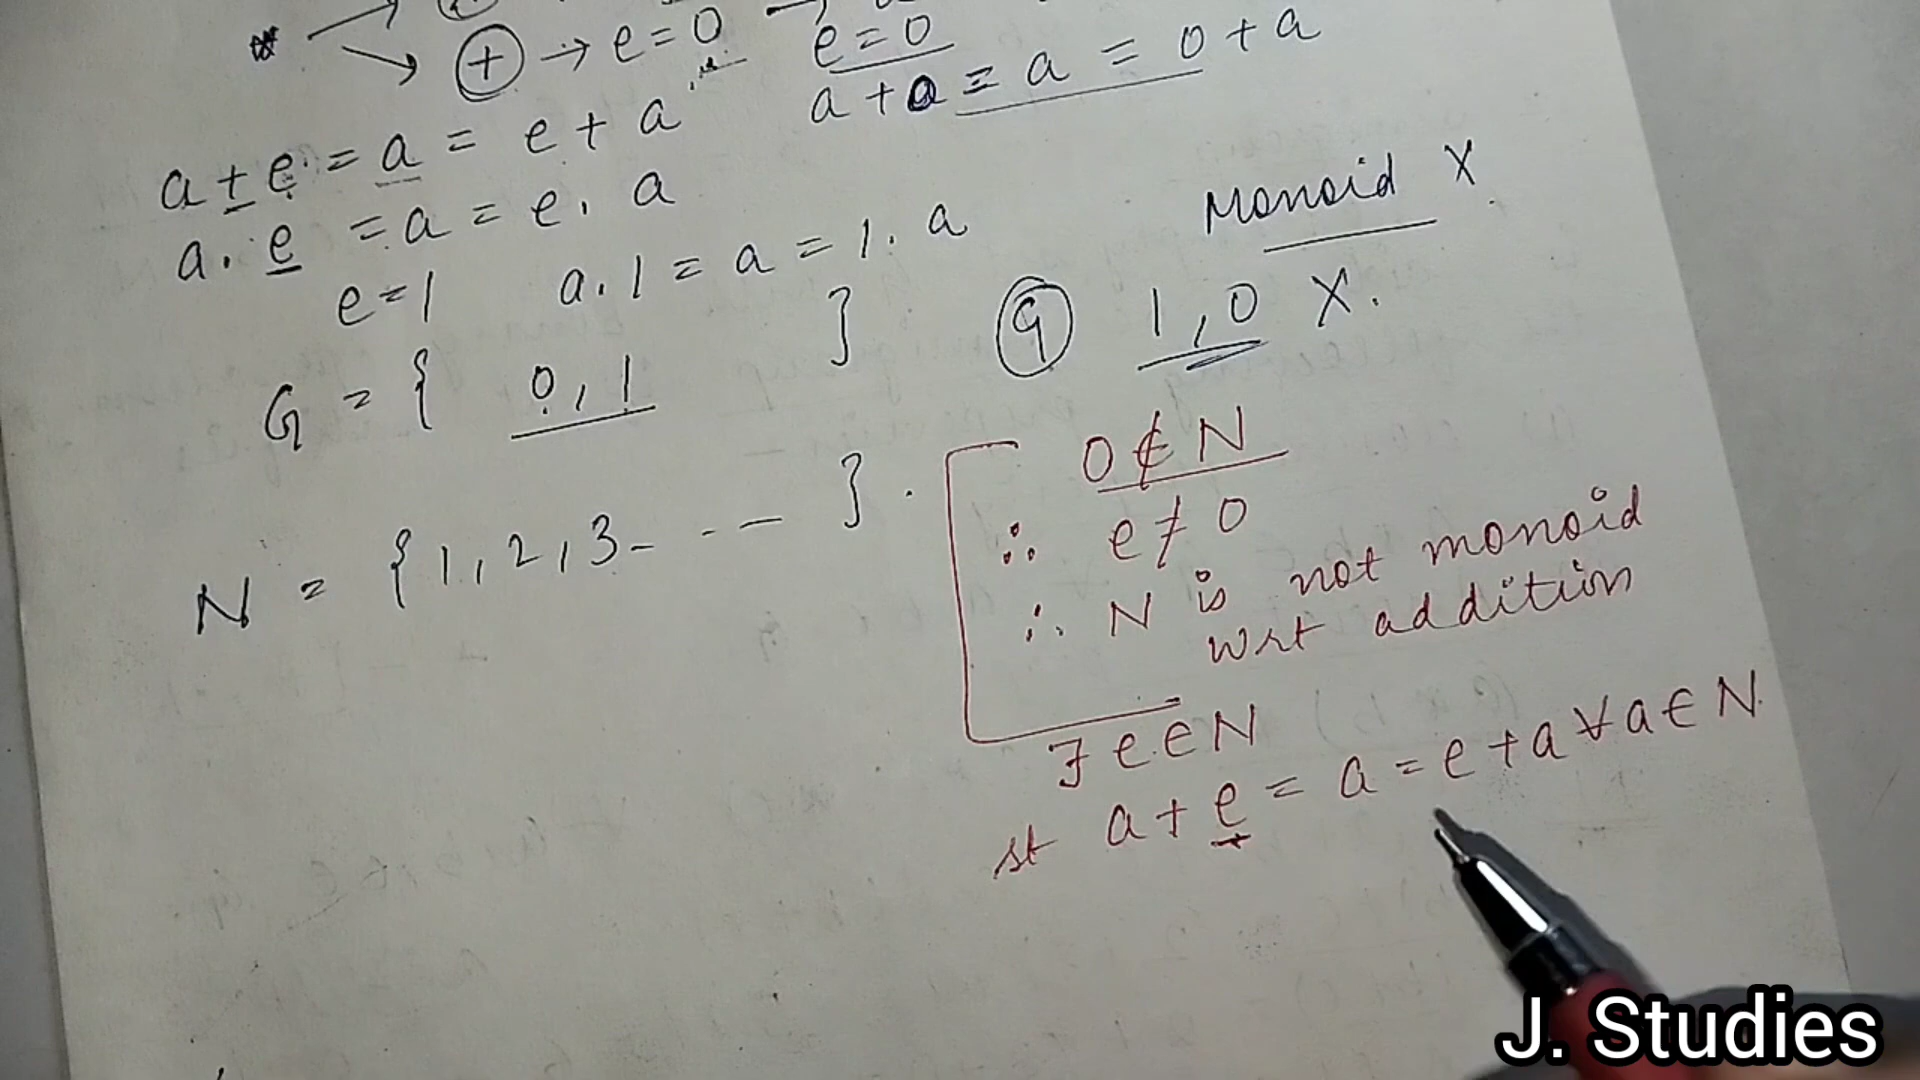 * → ⊕ → e=0
e=0
a+0 = a = 0+a
a+e = a = e+a
a.e = a = e.a
e=1 a.1 = a = 1.a
Monoid X
G = { 0, 1 }
G 1, 0 X.
N = {1, 2, 3- - - }.
0 ∉ N
∴ e ≠ 0
∴ N is not monoid
wrt addition
∃ e ∈ N
st a+e = a = e+a ∀ a ∈ N
J. Studies